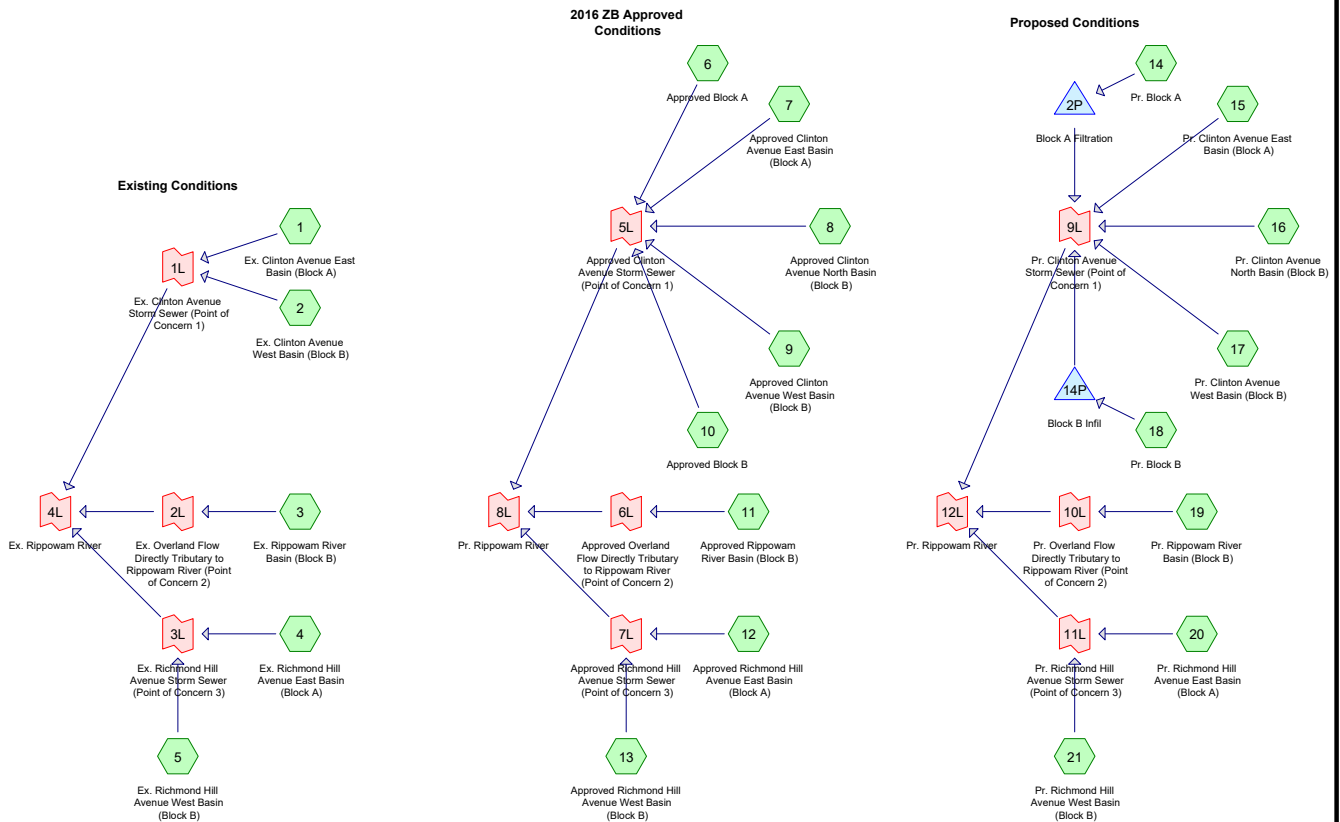 Existing Conditions
1
Ex. Clinton Avenue East
Basin (Block A)
1L
Ex. Clinton Avenue
Storm Sewer (Point of
Concern 1)
2
Ex. Clinton Avenue
West Basin (Block B)
4L
Ex. Rippowam River
2L
Ex. Overland Flow
Directly Tributary to
Rippowam River (Point
of Concern 2)
3
Ex. Rippowam River
Basin (Block B)
3L
Ex. Richmond Hill
Avenue Storm Sewer
(Point of Concern 3)
4
Ex. Richmond Hill
Avenue East Basin
(Block A)
5
Ex. Richmond Hill
Avenue West Basin
(Block B)
2016 ZB Approved
Conditions
6
Approved Block A
7
Approved Clinton
Avenue East Basin
(Block A)
5L
Approved Clinton
Avenue Storm Sewer
(Point of Concern 1)
8
Approved Clinton
Avenue North Basin
(Block B)
9
Approved Clinton
Avenue West Basin
(Block B)
10
Approved Block B
8L
Pr. Rippowam River
6L
Approved Overland
Flow Directly Tributary
to Rippowam River
(Point of Concern 2)
11
Approved Rippowam
River Basin (Block B)
7L
Approved Richmond Hill
Avenue Storm Sewer
(Point of Concern 3)
12
Approved Richmond Hill
Avenue East Basin
(Block A)
13
Approved Richmond Hill
Avenue West Basin
(Block B)
Proposed Conditions
14
Pr. Block A
2P
Block A Filtration
15
Pr. Clinton Avenue East
Basin (Block A)
9L
Pr. Clinton Avenue
Storm Sewer (Point of
Concern 1)
16
Pr. Clinton Avenue
North Basin (Block B)
17
Pr. Clinton Avenue
West Basin (Block B)
14P
Block B Infil
18
Pr. Block B
12L
Pr. Rippowam River
10L
Pr. Overland Flow
Directly Tributary to
Rippowam River (Point
of Concern 2)
19
Pr. Rippowam River
Basin (Block B)
11L
Pr. Richmond Hill
Avenue Storm Sewer
(Point of Concern 3)
20
Pr. Richmond Hill
Avenue East Basin
(Block A)
21
Pr. Richmond Hill
Avenue West Basin
(Block B)